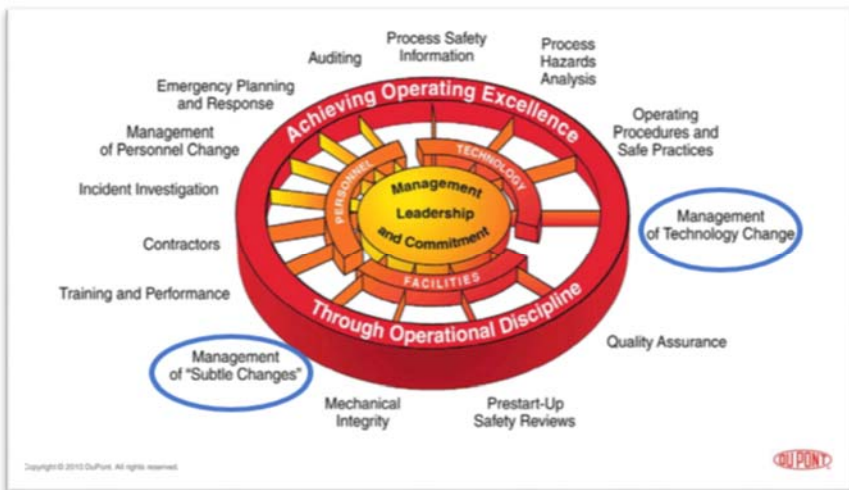 Process Safety
Information
Auditing
Process
Hazards
Analysis
Emergency Planning
and Response
Operating
Procedures and
Safe Practices
Management
of Personnel Change
Incident Investigation
Management
of Technology Change
Contractors
Training and Performance
Quality Assurance
Management
of "Subtle Changes"
Mechanical
Integrity
Prestart-Up
Safety Reviews
Achieving Operating Excellence
PERSONNEL
TECHNOLOGY
Management
Leadership
and Commitment
FACILITIES
Through Operational Discipline
Copyright © 2010 DuPont. All rights reserved.
DU PONT